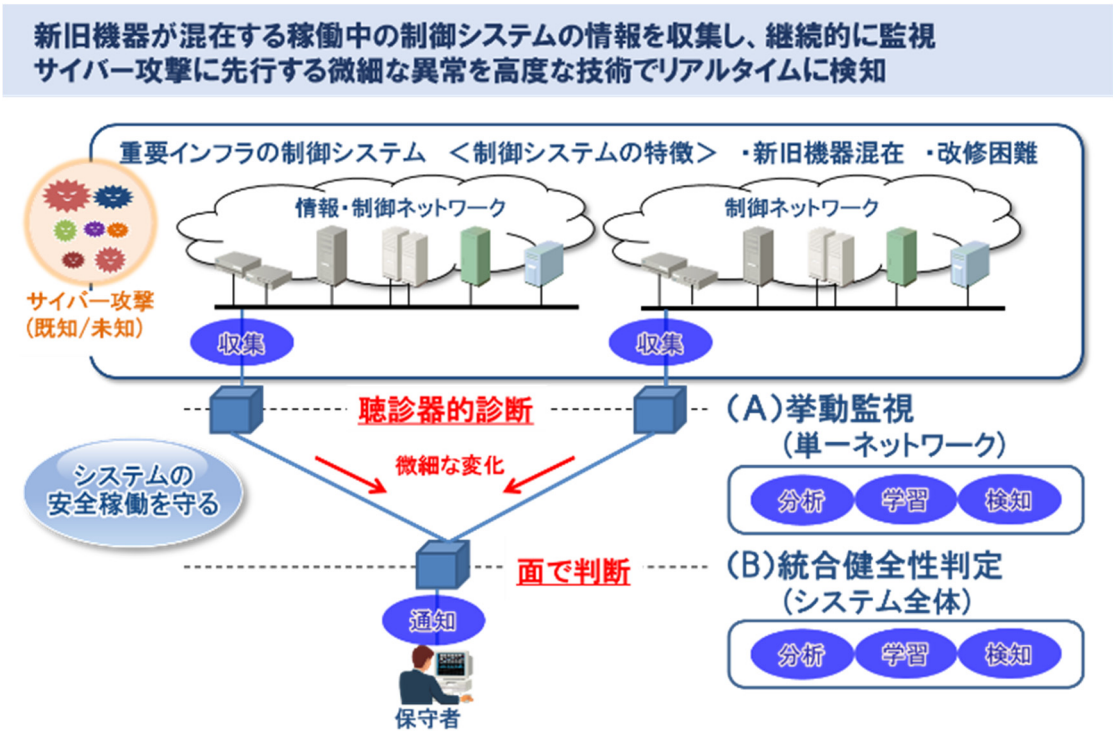 新旧機器が混在する稼働中の制御システムの情報を収集し、継続的に監視
サイバー攻撃に先行する微細な異常を高度な技術でリアルタイムに検知
重要インフラの制御システム ＜制御システムの特徴＞ ・新旧機器混在 ・改修困難
情報・制御ネットワーク
制御ネットワーク
サイバー攻撃
(既知/未知)
収集
収集
聴診器的診断
(A)挙動監視
(単一ネットワーク)
微細な変化
システムの
安全稼働を守る
分析
学習
検知
面で判断
(B)統合健全性判定
(システム全体)
通知
分析
学習
検知
保守者